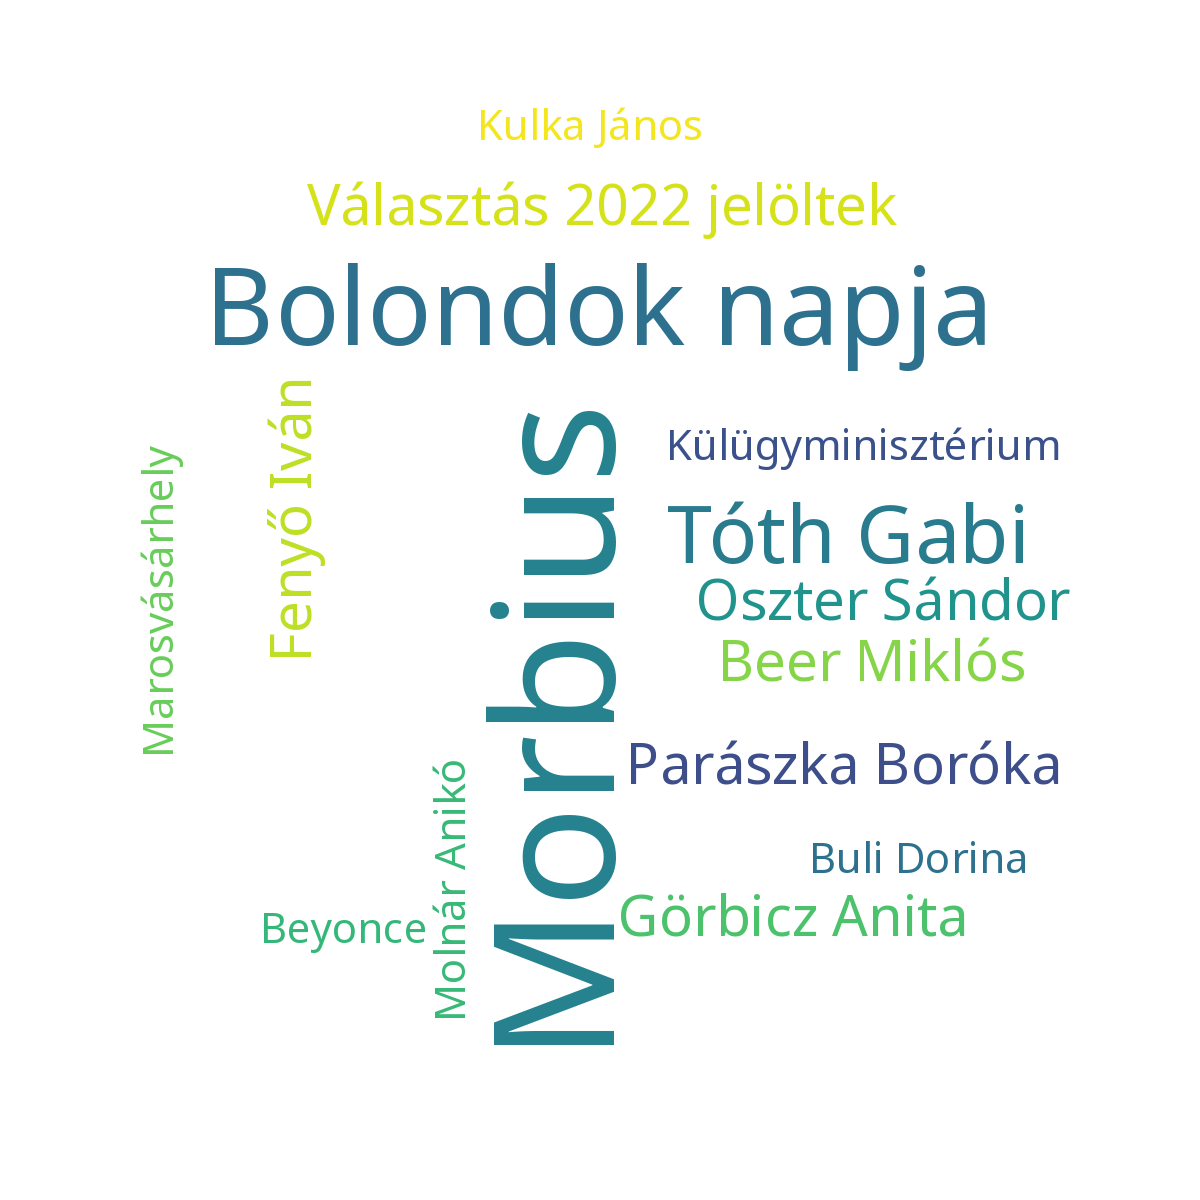 Kulka János
Választás 2022 jelöltek
Bolondok napja
Fenyő Iván
Marosvásárhely
Morbius
Külügyminisztérium
Tóth Gabi
Oszter Sándor
Beer Miklós
Parászka Boróka
Molnár Anikó
Buli Dorina
Görbicz Anita
Beyonce